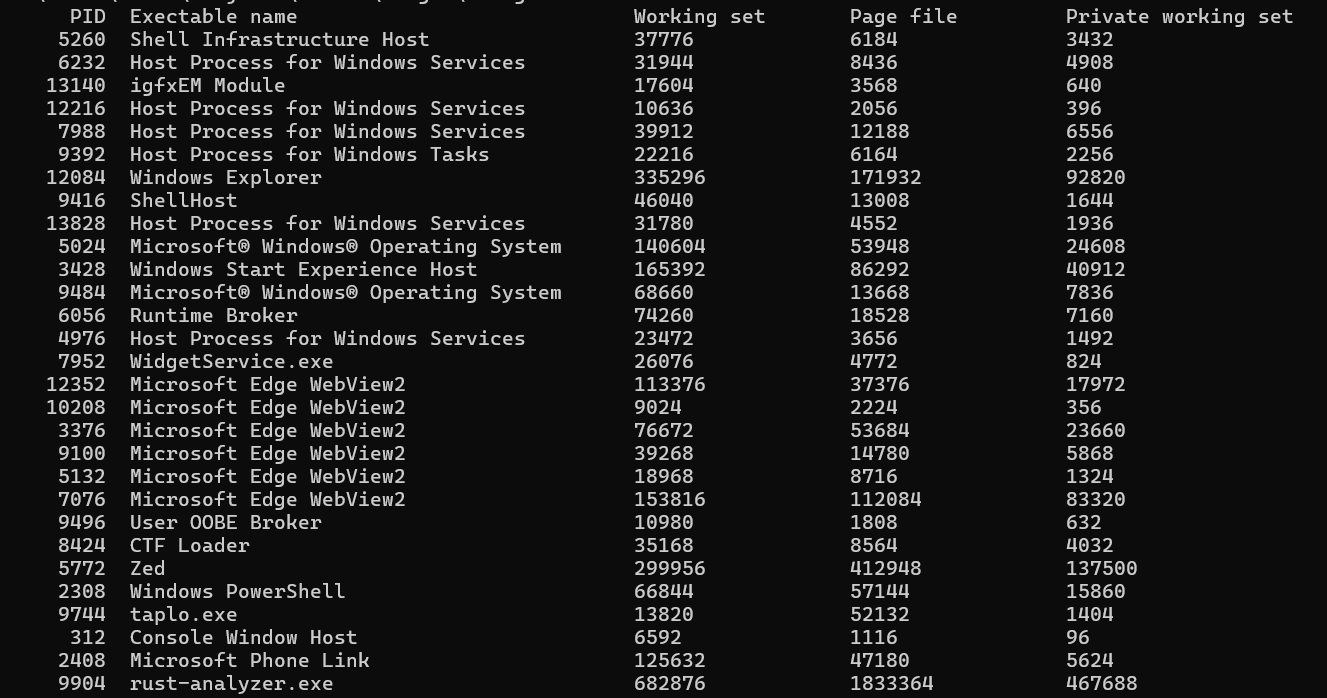 PID Exectable name Working set Page file Private working set
5260 Shell Infrastructure Host 37776 6184 3432
6232 Host Process for Windows Services 31944 8436 4908
13140 igfxEM Module 17604 3568 640
12216 Host Process for Windows Services 10636 2056 396
7988 Host Process for Windows Services 39912 12188 6556
9392 Host Process for Windows Tasks 22216 6164 2256
12084 Windows Explorer 335296 171932 92820
9416 ShellHost 46040 13008 1644
13828 Host Process for Windows Services 31780 4552 1936
5024 Microsoft® Windows® Operating System 140604 53948 24608
3428 Windows Start Experience Host 165392 86292 40912
9484 Microsoft® Windows® Operating System 68660 13668 7836
6056 Runtime Broker 74260 18528 7160
4976 Host Process for Windows Services 23472 3656 1492
7952 WidgetService.exe 26076 4772 824
12352 Microsoft Edge WebView2 113376 37376 17972
10208 Microsoft Edge WebView2 9024 2224 356
3376 Microsoft Edge WebView2 76672 53684 23660
9100 Microsoft Edge WebView2 39268 14780 5868
5132 Microsoft Edge WebView2 18968 8716 1324
7076 Microsoft Edge WebView2 153816 112084 83320
9496 User OOBE Broker 10980 1808 632
8424 CTF Loader 35168 8564 4032
5772 Zed 299956 412948 137500
2308 Windows PowerShell 66844 57144 15860
9744 taplo.exe 13820 52132 1404
312 Console Window Host 6592 1116 96
2408 Microsoft Phone Link 125632 47180 5624
9904 rust-analyzer.exe 682876 1833364 467688